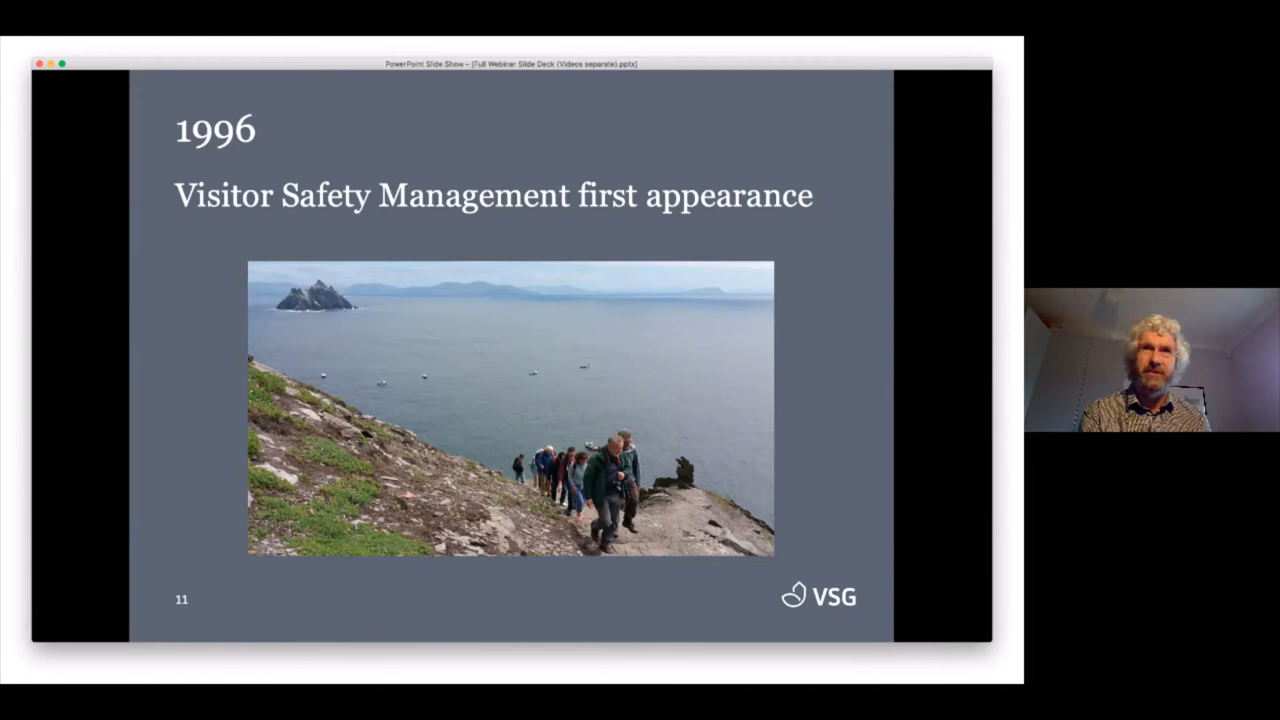 PowerPoint Slide Show – [Full Webinar Slide Deck (Videos separate).pptx]
1996
Visitor Safety Management first appearance
11
VSG